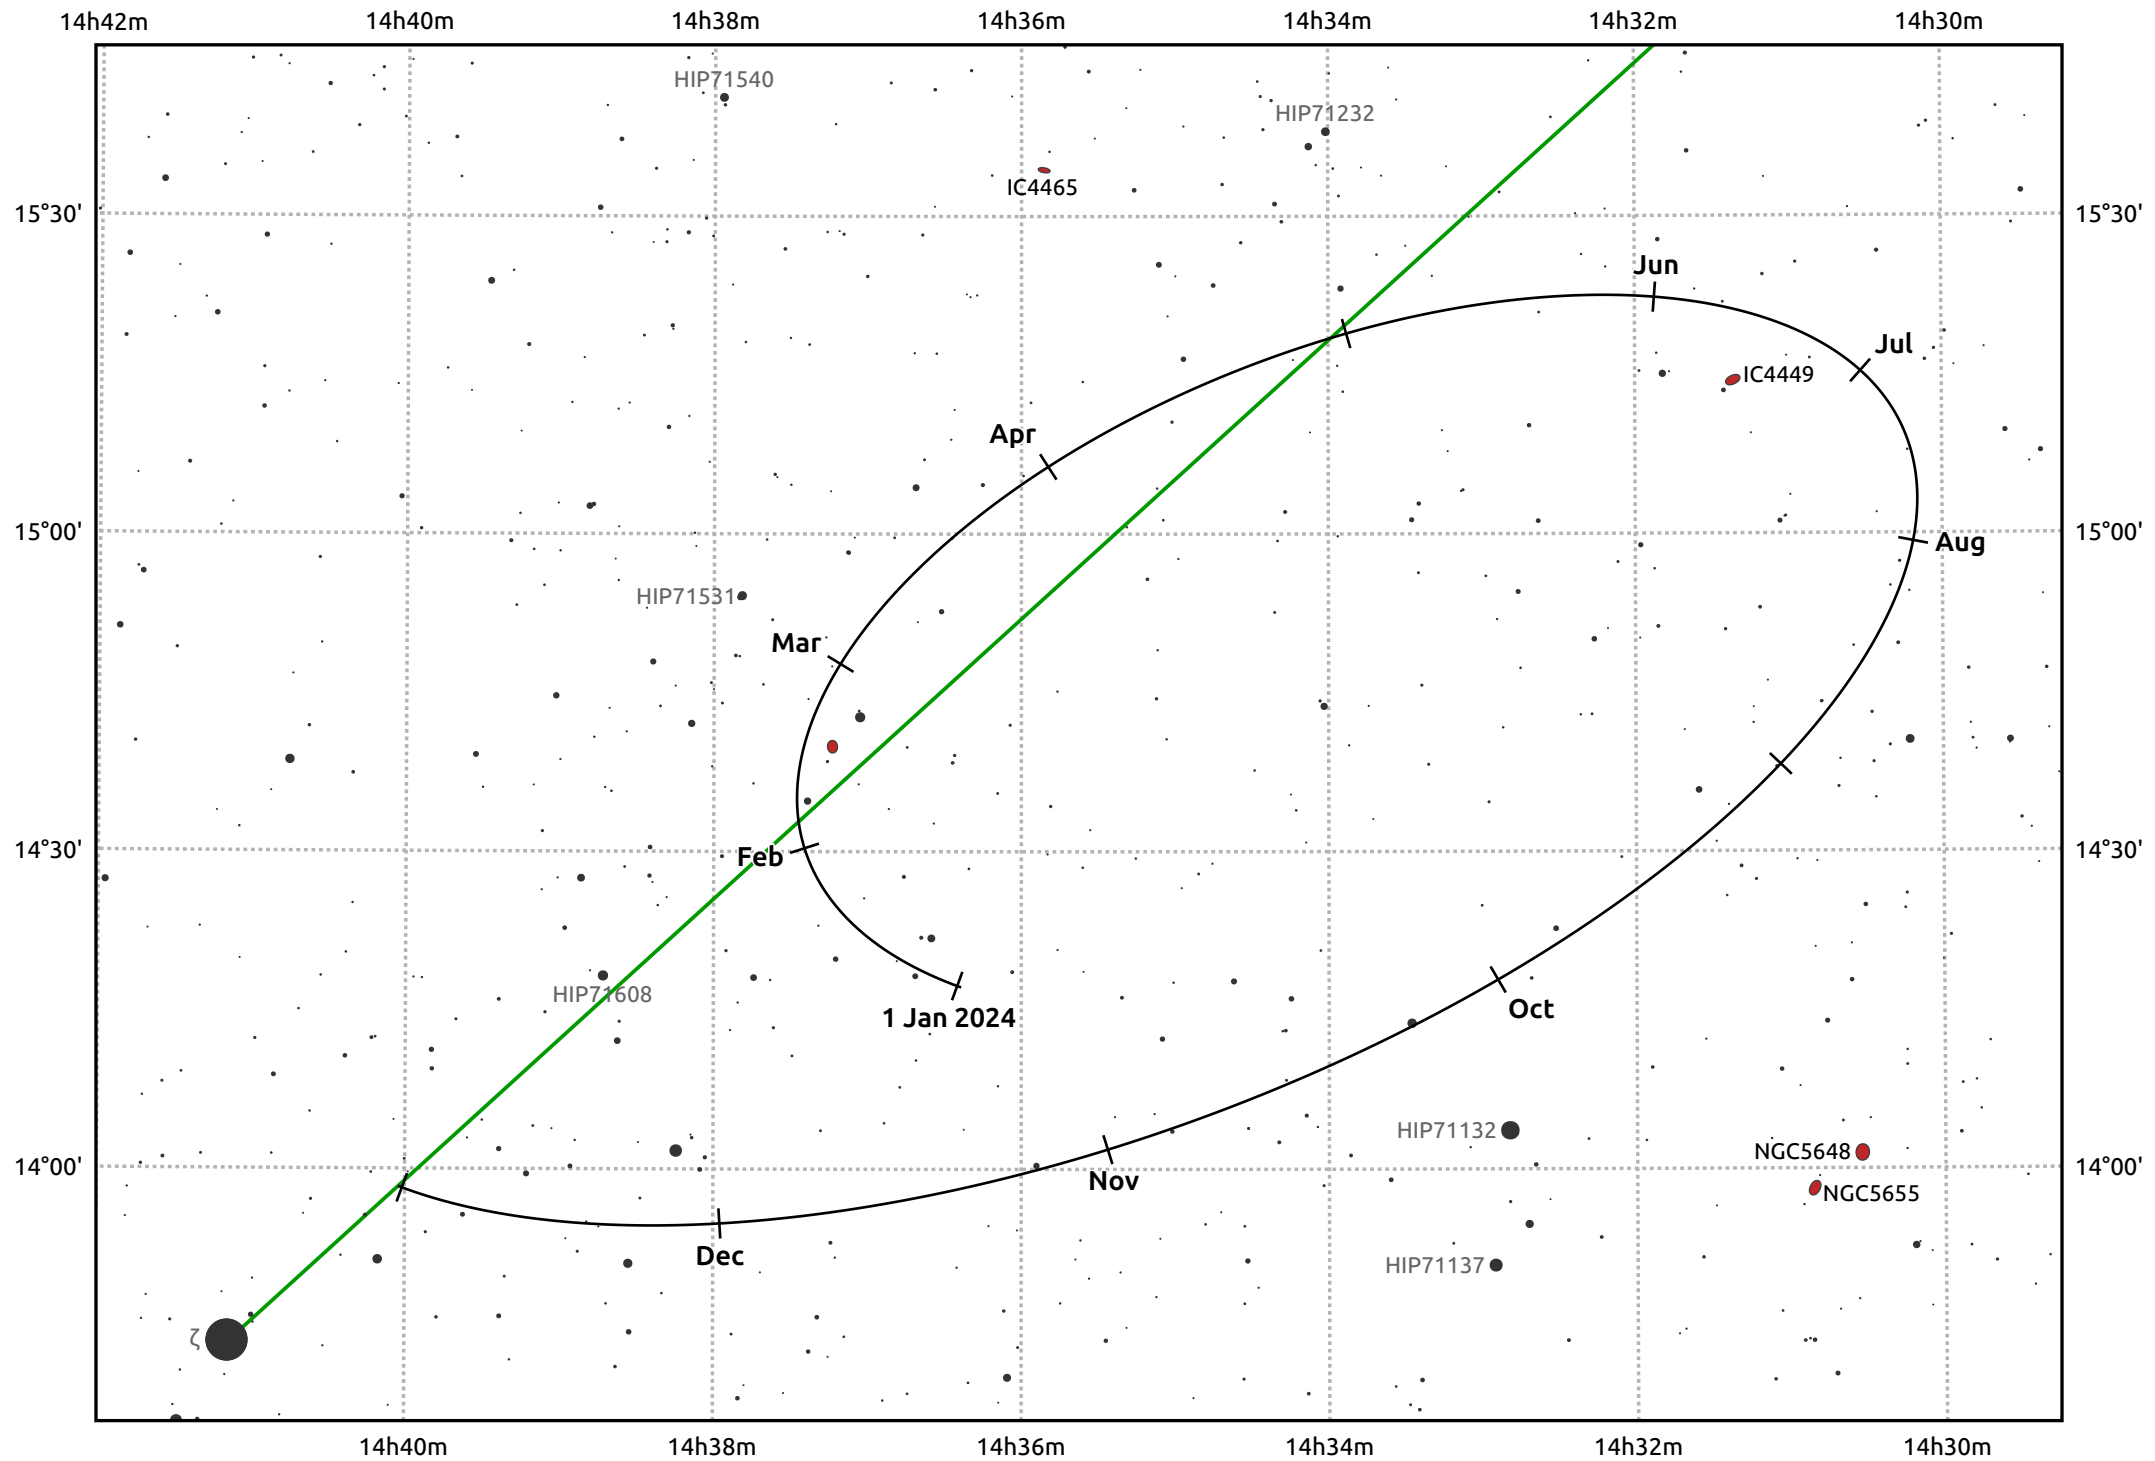 14h42m 14h40m 14h38m 14h36m 14h34m 14h32m 14h30m
HIP71540
HIP71232
IC4465
15°30' 15°30'
Jun
Jul
IC4449
Apr
15°00' 15°00'
Aug
HIP71531
Mar
14°30' 14°30'
Feb
HIP71608
Oct
1 Jan 2024
HIP71132
NGC5648
14°00' 14°00'
Nov
NGC5655
Dec
HIP71137
ζ
14h40m 14h38m 14h36m 14h34m 14h32m 14h30m